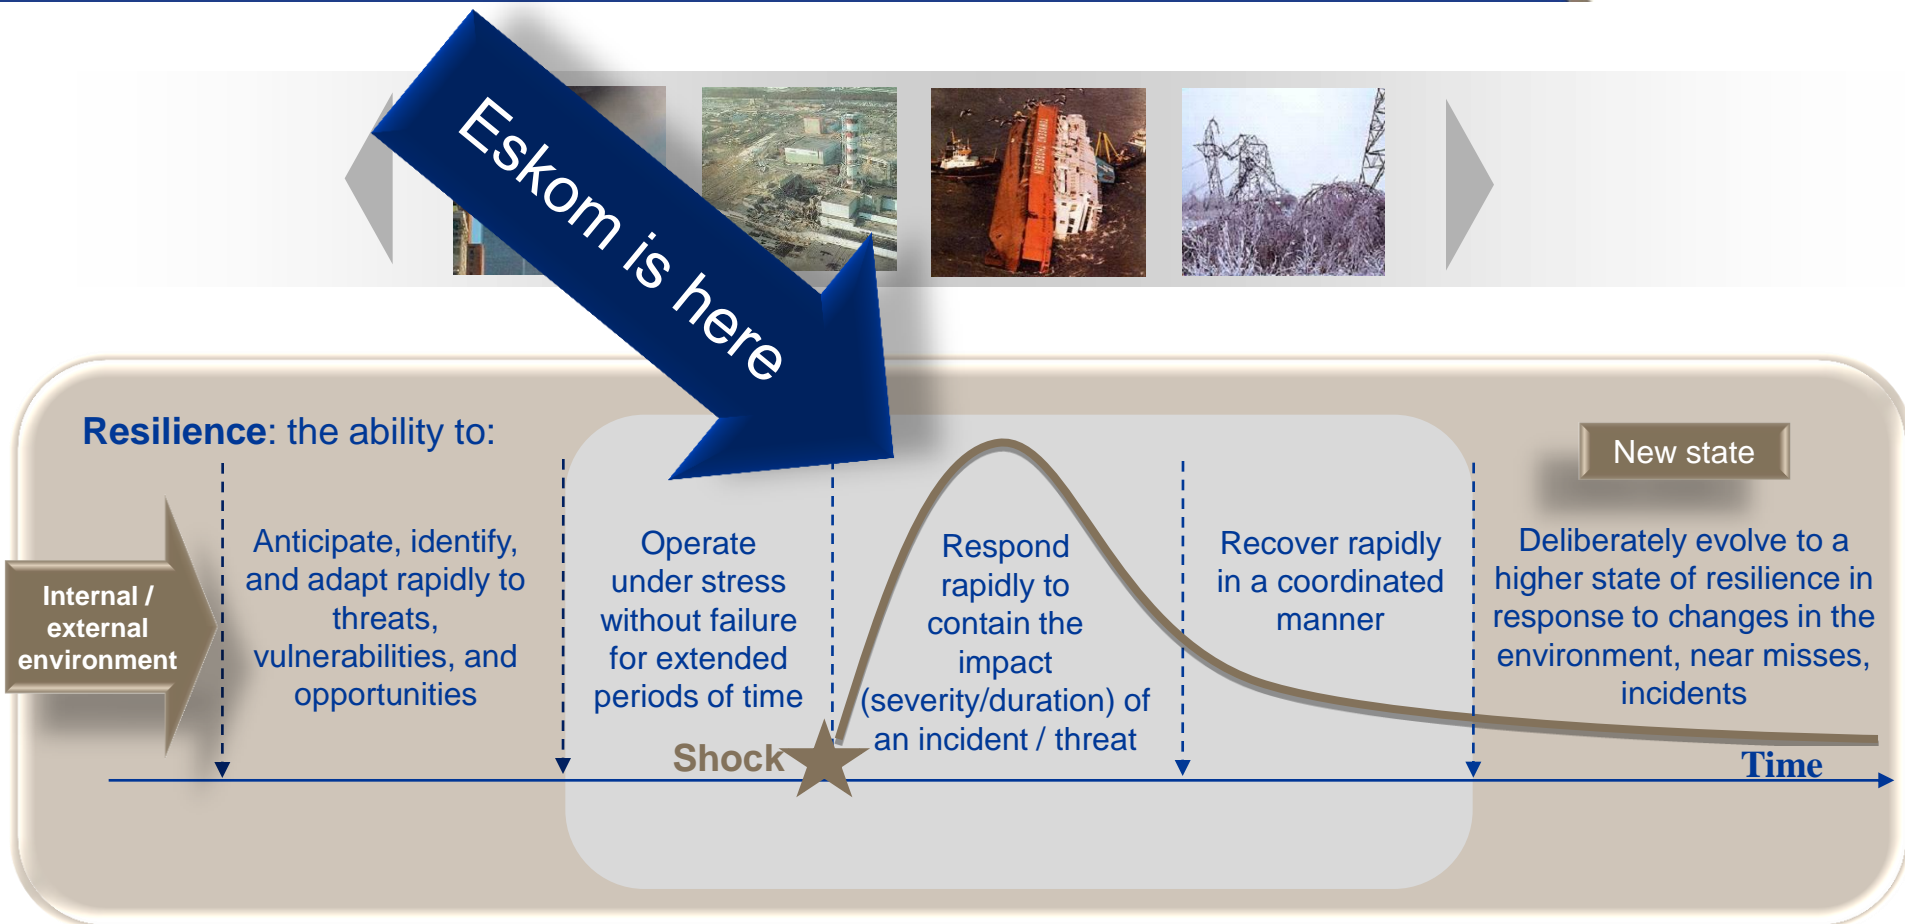 Eskom is here
TOWNSEND THORESEN
Resilience: the ability to:
New state
Internal /
external
environment
Anticipate, identify,
and adapt rapidly to
threats,
vulnerabilities, and
opportunities
Operate
under stress
without failure
for extended
periods of time
Respond
rapidly to
contain the
impact
(severity/duration) of
an incident / threat
Recover rapidly
in a coordinated
manner
Deliberately evolve to a
higher state of resilience in
response to changes in the
environment, near misses,
incidents
Shock
Time